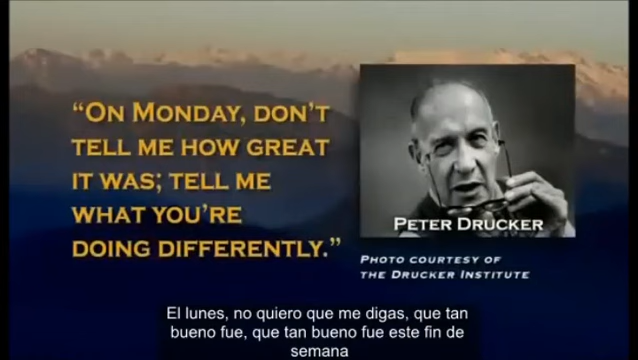 “ON MONDAY, DON’T
TELL ME HOW GREAT
IT WAS; TELL ME
WHAT YOU’RE
DOING DIFFERENTLY.”
PETER DRUCKER
PHOTO COURTESY OF
THE DRUCKER INSTITUTE
El lunes, no quiero que me digas, que tan
bueno fue, que tan bueno fue este fin de
semana